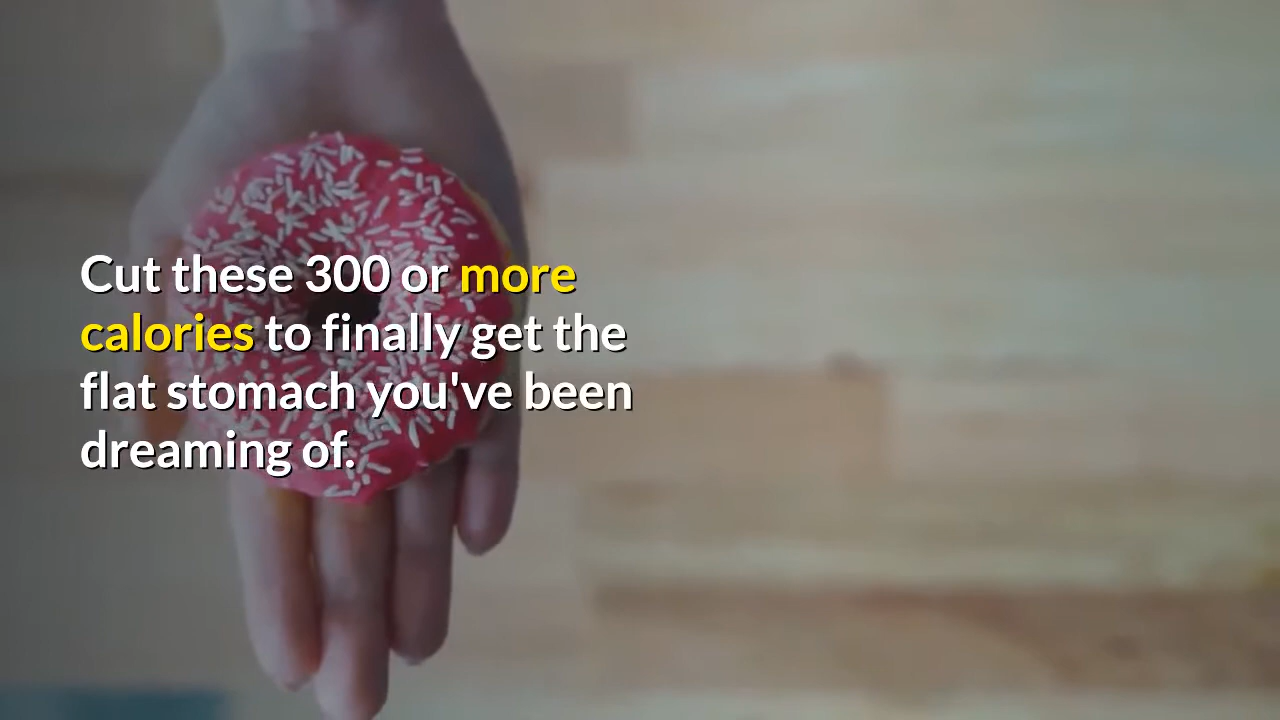 Cut these 300 or more
calories to finally get the
flat stomach you've been
dreaming of.